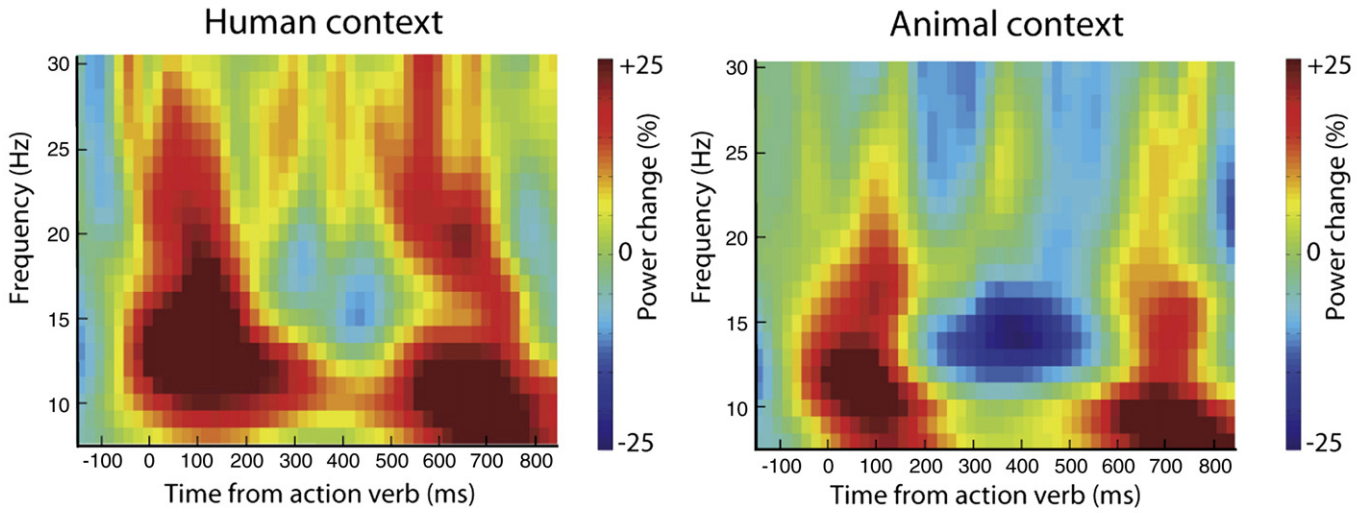 Human context
Frequency (Hz)
30
25
20
15
10
-100 0 100 200 300 400 500 600 700 800
Time from action verb (ms)
+25
0
-25
Power change (%)
Animal context
Frequency (Hz)
30
25
20
15
10
-100 0 100 200 300 400 500 600 700 800
Time from action verb (ms)
+25
0
-25
Power change (%)